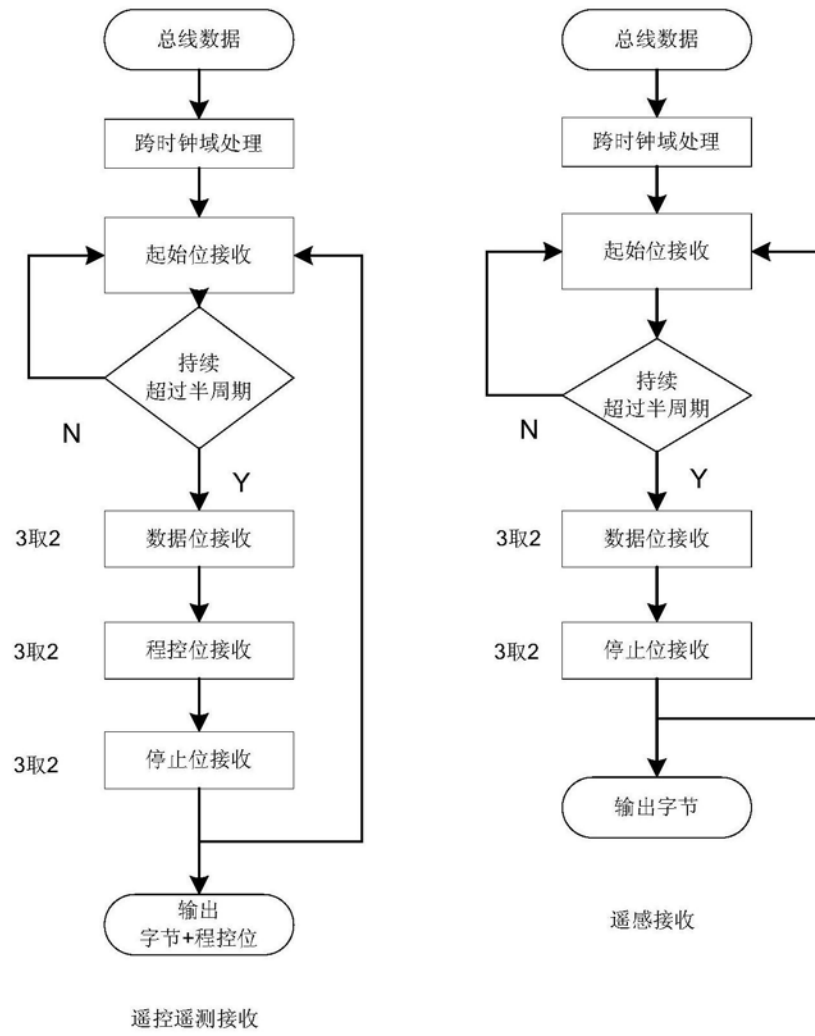 总线数据
跨时钟域处理
起始位接收
持续
超过半周期
N
Y
3取2
数据位接收
3取2
程控位接收
3取2
停止位接收
输出
字节+程控位
遥控遥测接收
总线数据
跨时钟域处理
起始位接收
持续
超过半周期
N
Y
3取2
数据位接收
3取2
停止位接收
输出字节
遥感接收